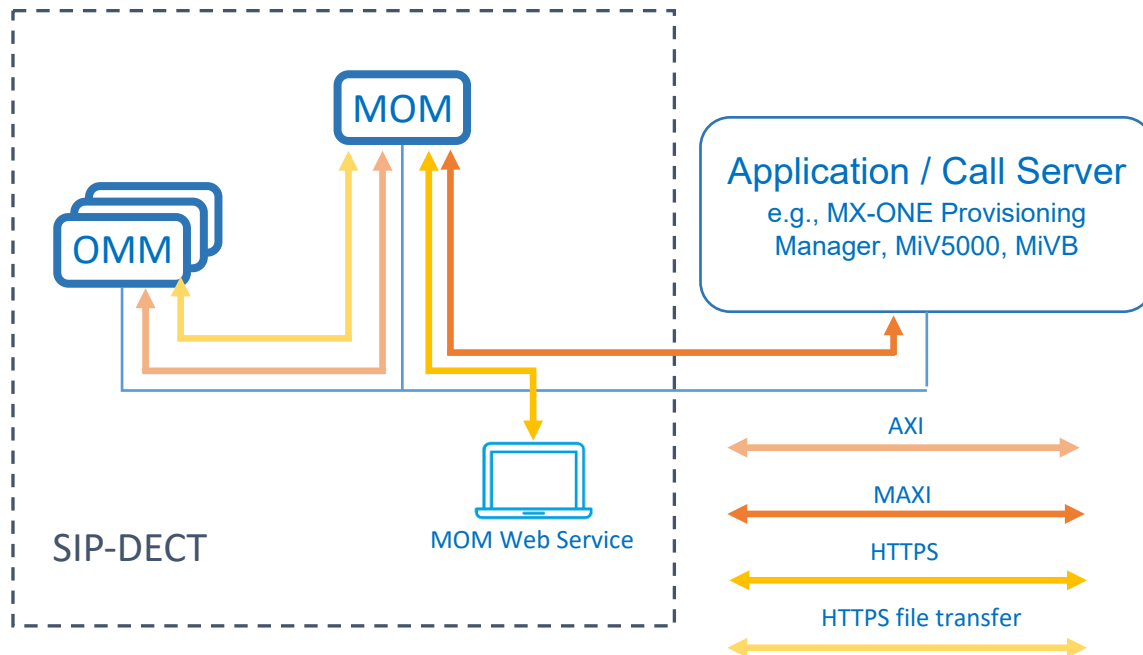 MOM
OMM
Application / Call Server
e.g., MX-ONE Provisioning
Manager, MiV5000, MiVB
MOM Web Service
SIP-DECT
AXI
MAXI
HTTPS
HTTPS file transfer